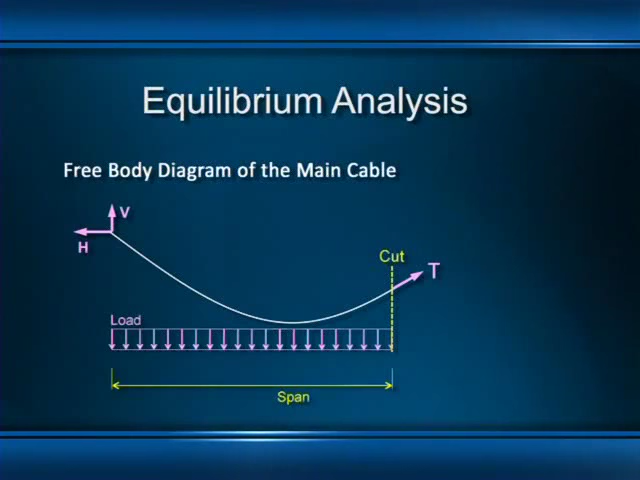 Equilibrium Analysis
Free Body Diagram of the Main Cable
V
H
Cut
T
Load
Span